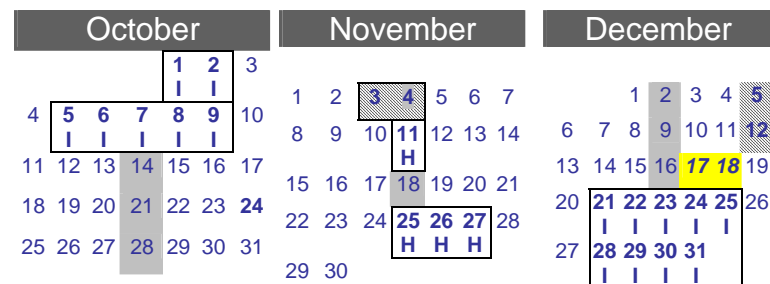 October
1 2 3
I I
4 5 6 7 8 9 10
I I I I I
11 12 13 14 15 16 17
18 19 20 21 22 23 24
25 26 27 28 29 30 31
November
1 2 3 4 5 6 7
8 9 10 11 12 13 14
H
15 16 17 18 19 20 21
22 23 24 25 26 27 28
H H H
29 30
December
1 2 3 4 5
6 7 8 9 10 11 12
13 14 15 16 17 18 19
20 21 22 23 24 25 26
I I I I I
27 28 29 30 31
I I I I